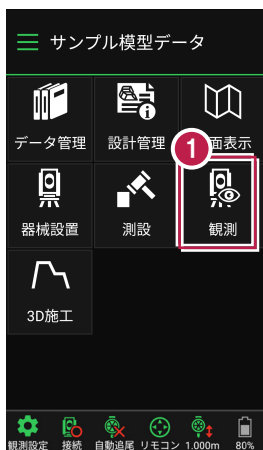 サンプル模型データ
データ管理 設計管理 面表示
1
器械設置 測設 観測
3D施工
観測設定 接続 自動追尾 リモコン 1.000m 80%